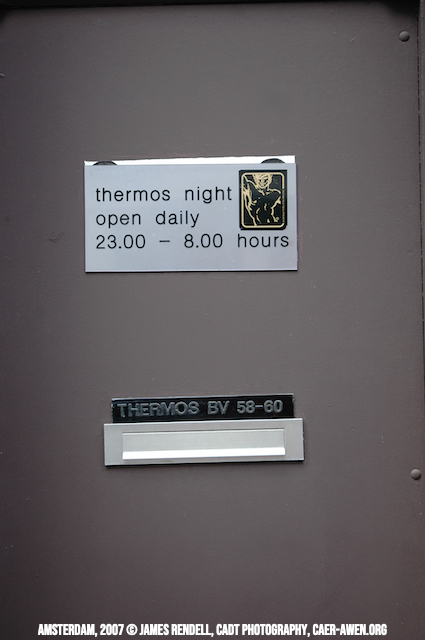 thermos night
open daily
23.00 - 8.00 hours
THERMOS BV 58-60
AMSTERDAM, 2007 © JAMES RENDELL, CADT PHOTOGRAPHY, CAER-AWEN.ORG